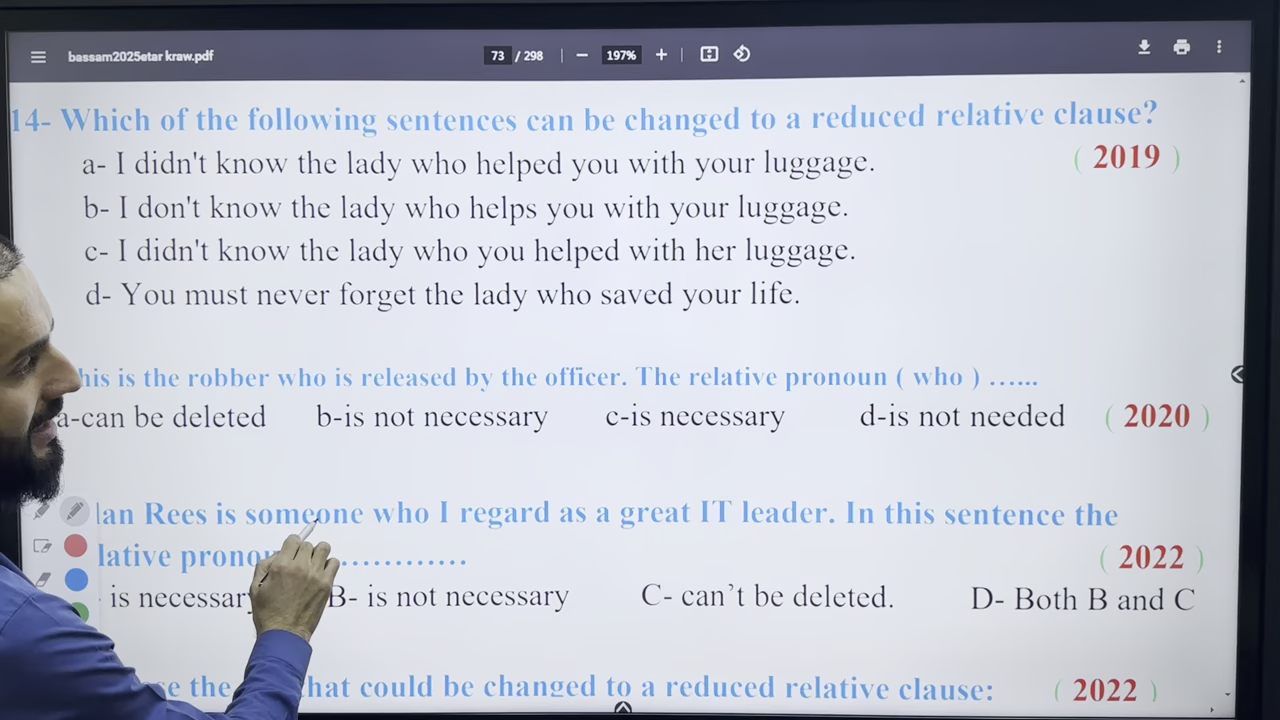 bassam2025etar kraw.pdf 73 / 298 197%
14- Which of the following sentences can be changed to a reduced relative clause?
a- I didn't know the lady who helped you with your luggage. ( 2019 )
b- I don't know the lady who helps you with your luggage.
c- I didn't know the lady who you helped with her luggage.
d- You must never forget the lady who saved your life.
his is the robber who is released by the officer. The relative pronoun ( who ) …...
a-can be deleted b-is not necessary c-is necessary d-is not needed ( 2020 )
lan Rees is someone who I regard as a great IT leader. In this sentence the
lative pronou ………… ( 2022 )
is necessary B- is not necessary C- can’t be deleted. D- Both B and C
se the hat could be changed to a reduced relative clause: ( 2022 )